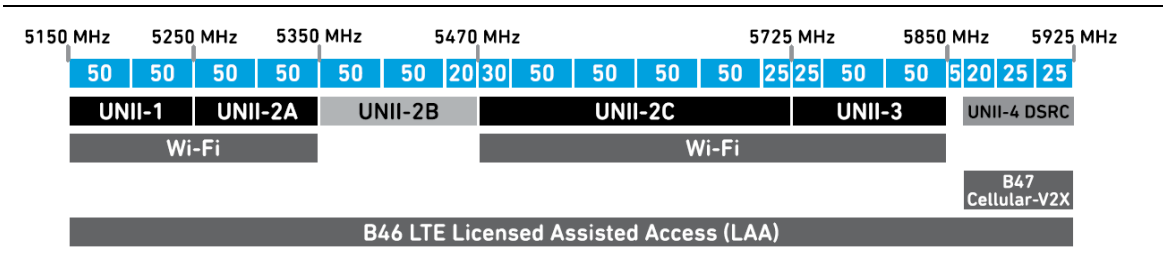 5150 MHz 5250 MHz 5350 MHz 5470 MHz 5725 MHz 5850 MHz 5925 MHz
50 50 50 50 50 50 20 30 50 50 50 50 25 25 50 50 5 20 25 25
UNII-1 UNII-2A UNII-2B UNII-2C UNII-3 UNII-4 DSRC
Wi-Fi Wi-Fi
B47
Cellular-V2X
B46 LTE Licensed Assisted Access (LAA)